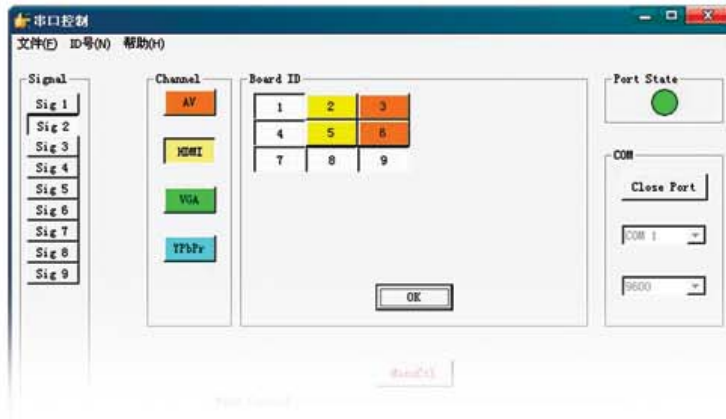 串口控制
文件(F) ID号(N) 帮助(H)
Signal
Sig 1
Sig 2
Sig 3
Sig 4
Sig 5
Sig 6
Sig 7
Sig 8
Sig 9
Channel
AV
HDMI
VGA
YPbPr
Board ID
1 2 3
4 5 6
7 8 9
OK
Port State
COM
Close Port
COM 1
9600